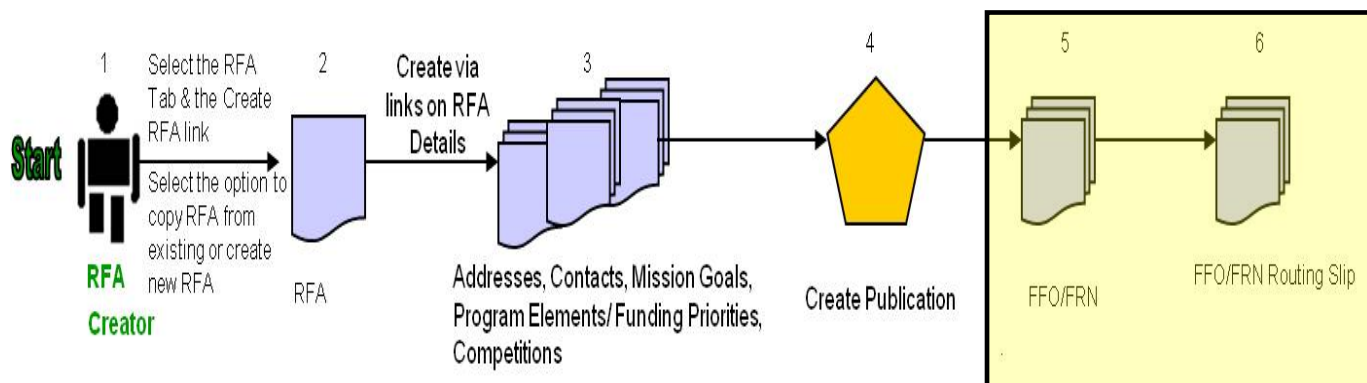 Start
1
RFA
Creator
Select the RFA
Tab & the Create
RFA link
Select the option to
copy RFA from
existing or create
new RFA
2
RFA
Create via
links on RFA
Details
3
Addresses, Contacts, Mission Goals,
Program Elements/ Funding Priorities,
Competitions
4
Create Publication
5
FFO/FRN
6
FFO/FRN Routing Slip